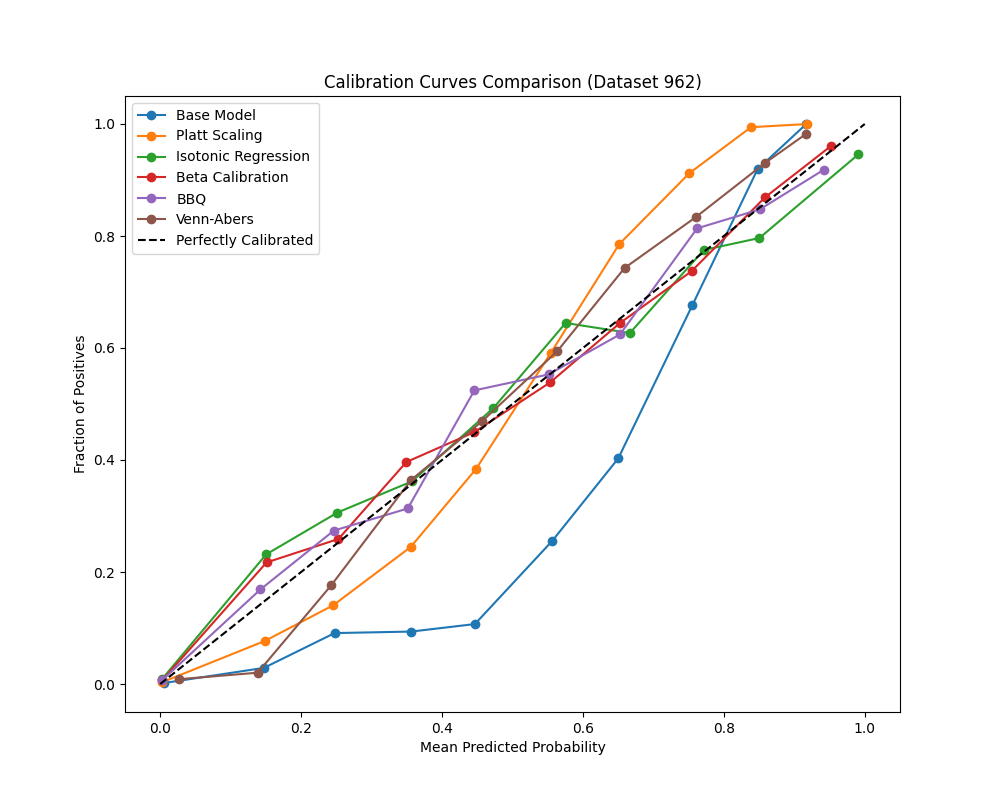 Calibration Curves Comparison (Dataset 962)
Base Model
Platt Scaling
Isotonic Regression
Beta Calibration
BBQ
Venn-Abers
Perfectly Calibrated
1.0
0.8
0.6
0.4
0.2
0.0
Fraction of Positives
0.0 0.2 0.4 0.6 0.8 1.0
Mean Predicted Probability